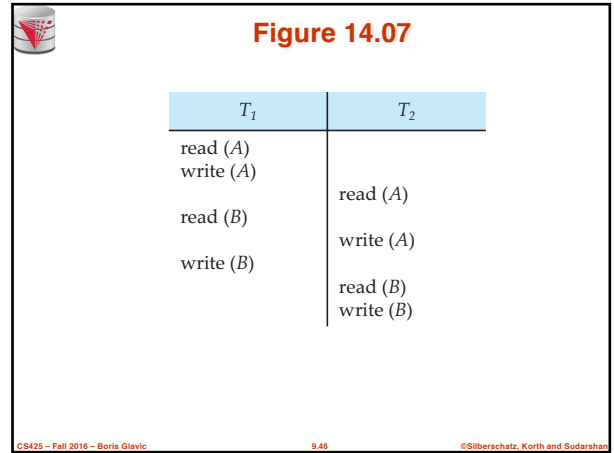 Figure 14.07
T1 T2
read (A)
write (A)
read (A)
read (B)
write (A)
write (B)
read (B)
write (B)
CS425 – Fall 2016 – Boris Glavic 9.46 ©Silberschatz, Korth and Sudarshan